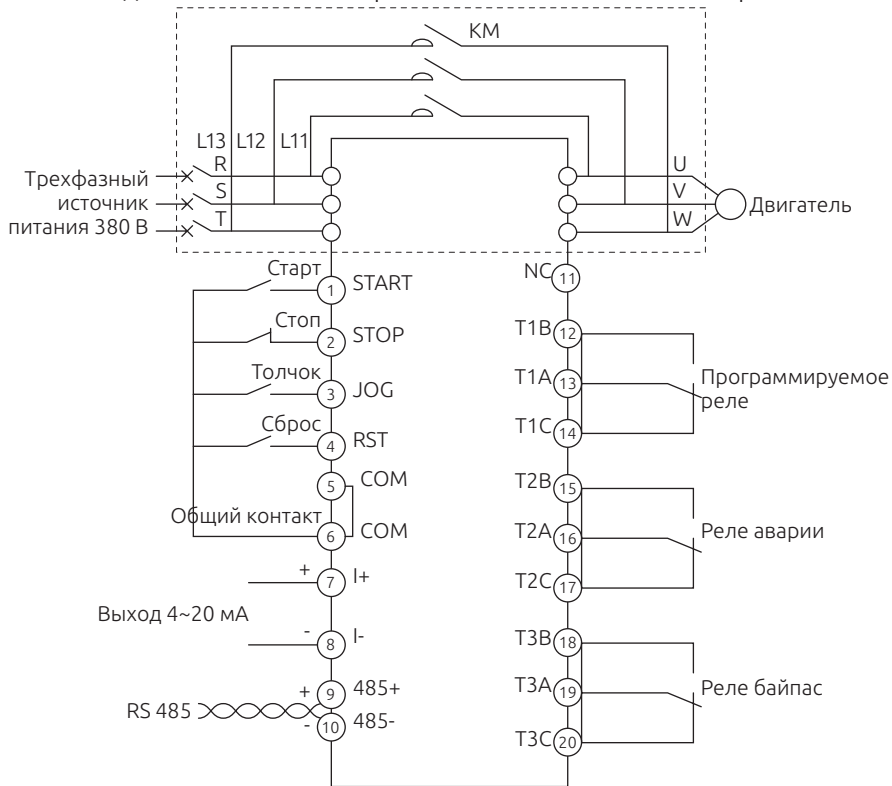 KM
L13 L12 L11
R
S
T
Трехфазный
источник
питания 380 В
U
V
W
Двигатель
Старт
1
START
Стоп
2
STOP
Толчок
3
JOG
Сброс
4
RST
5
COM
Общий контакт
6
COM
+
7
I+
Выход 4~20 мА
-
8
I-
RS 485
+
9
485+
-
10
485-
NC
11
T1B
12
T1A
13
T1C
14
Программируемое
реле
T2B
15
T2A
16
T2C
17
Реле аварии
T3B
18
T3A
19
T3C
20
Реле байпас